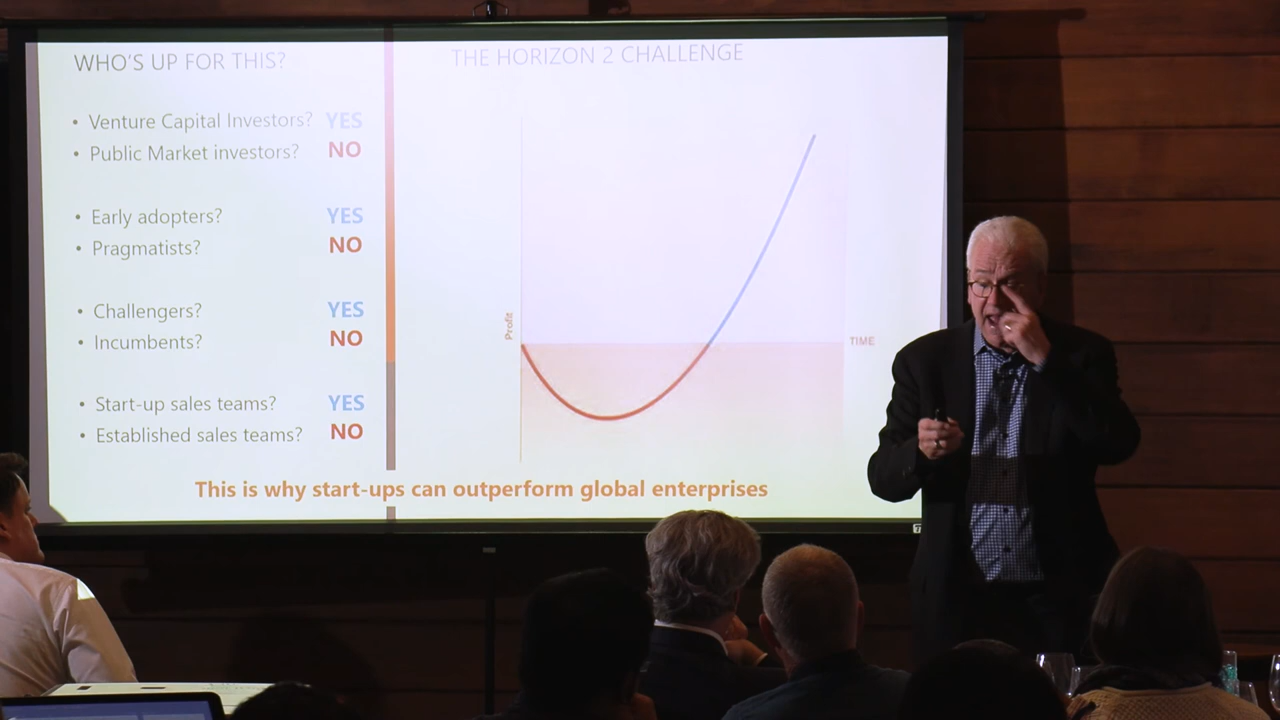 WHO'S UP FOR THIS?
• Venture Capital Investors? YES
• Public Market investors? NO
• Early adopters? YES
• Pragmatists? NO
• Challengers? YES
• Incumbents? NO
• Start-up sales teams? YES
• Established sales teams? NO
THE HORIZON 2 CHALLENGE
Profit
TIME
This is why start-ups can outperform global enterprises